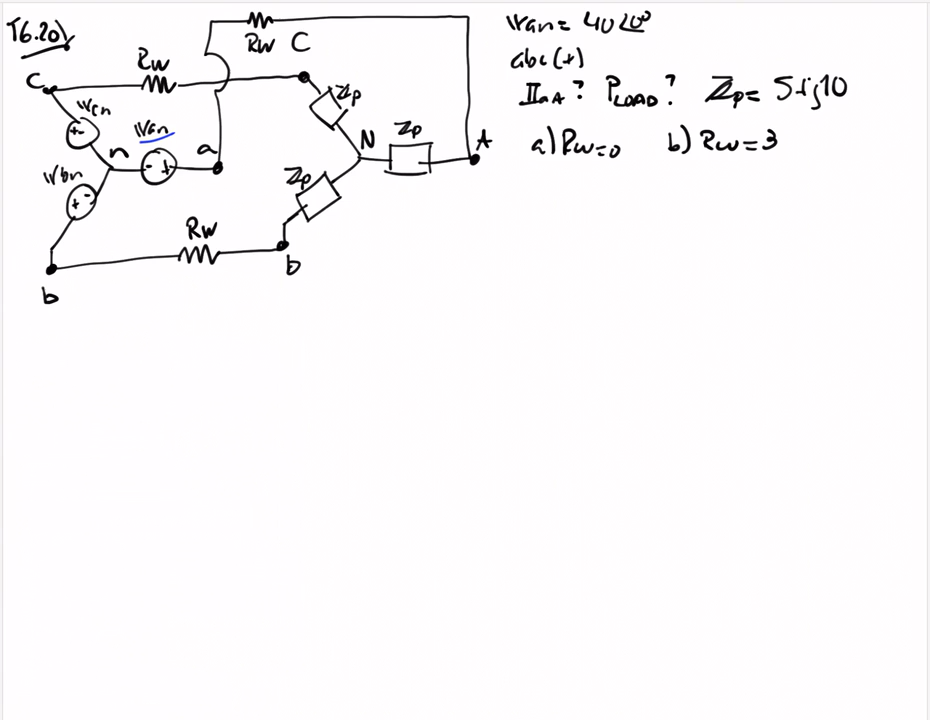 T6.20)
Rw
Rw C
C
Zp
Vcn
Van
n
a
N
Zp
A
Vbn
Zp
Rw
b
b
Van = 40∠0°
abc (+)
IaA ? PLOAD ? Zp = 5+j10
a) Rw=0 b) Rw=3